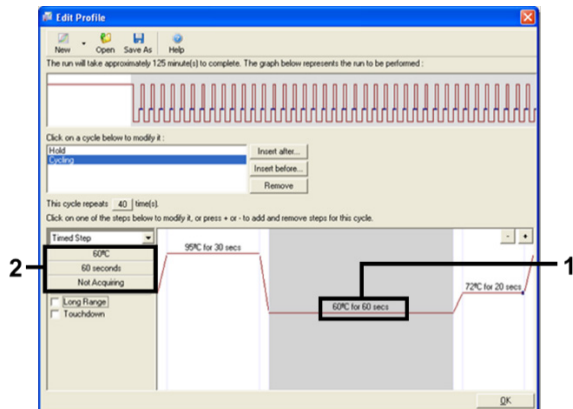 Edit Profile
New Open Save As Help
The run will take approximately 125 minute(s) to complete. The graph below represents the run to be performed :
Click on a cycle below to modify it :
Hold
Cycling
Insert after...
Insert before...
Remove
This cycle repeats 40 time(s).
Click on one of the steps below to modify it, or press + or - to add and remove steps for this cycle.
Timed Step
- +
60ºC
60 seconds
Not Acquiring
Long Range
Touchdown
95ºC for 30 secs
60ºC for 60 secs
72ºC for 20 secs
2
1
OK